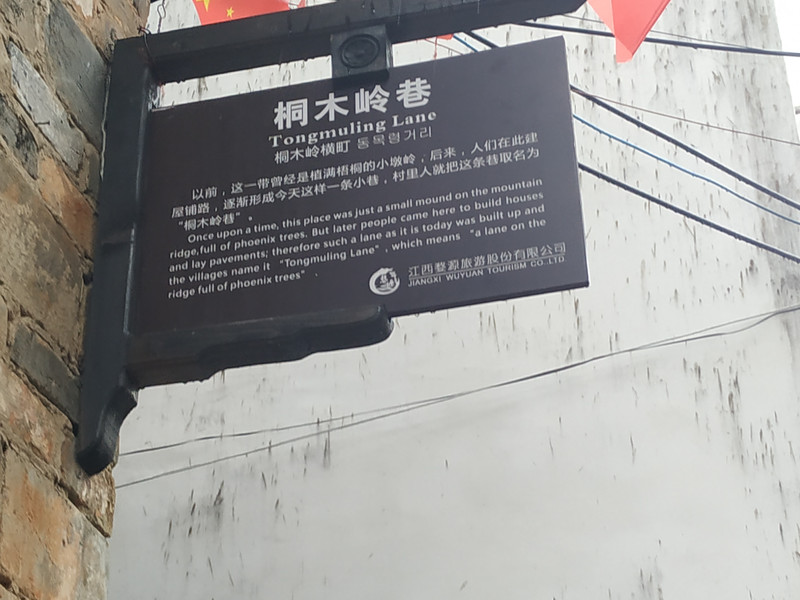 桐木岭巷
Tongmuling Lane
桐木岭横町 동목령거리
以前，这一带曾经是植满梧桐的小墩岭，后来，人们在此建
屋铺路，逐渐形成今天这样一条小巷，村里人就把这条巷取名为
“桐木岭巷”。
Once upon a time, this place was just a small mound on the mountain
ridge,full of phoenix trees. But later people came here to build houses
and lay pavements; therefore such a lane as it is today was built up and
the villages name it “Tongmuling Lane”, which means “a lane on the
ridge full of phoenix trees”.
江西婺源旅游股份有限公司
JIANGXI WUYUAN TOURISM CO.,LTD.